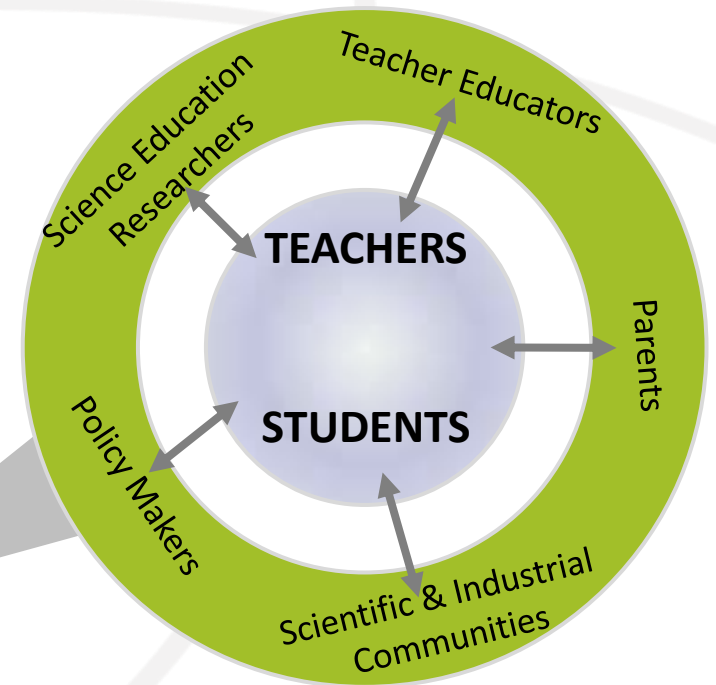 Science Education
Researchers
Teacher Educators
TEACHERS
Parents
STUDENTS
Policy Makers
Scientific & Industrial
Communities